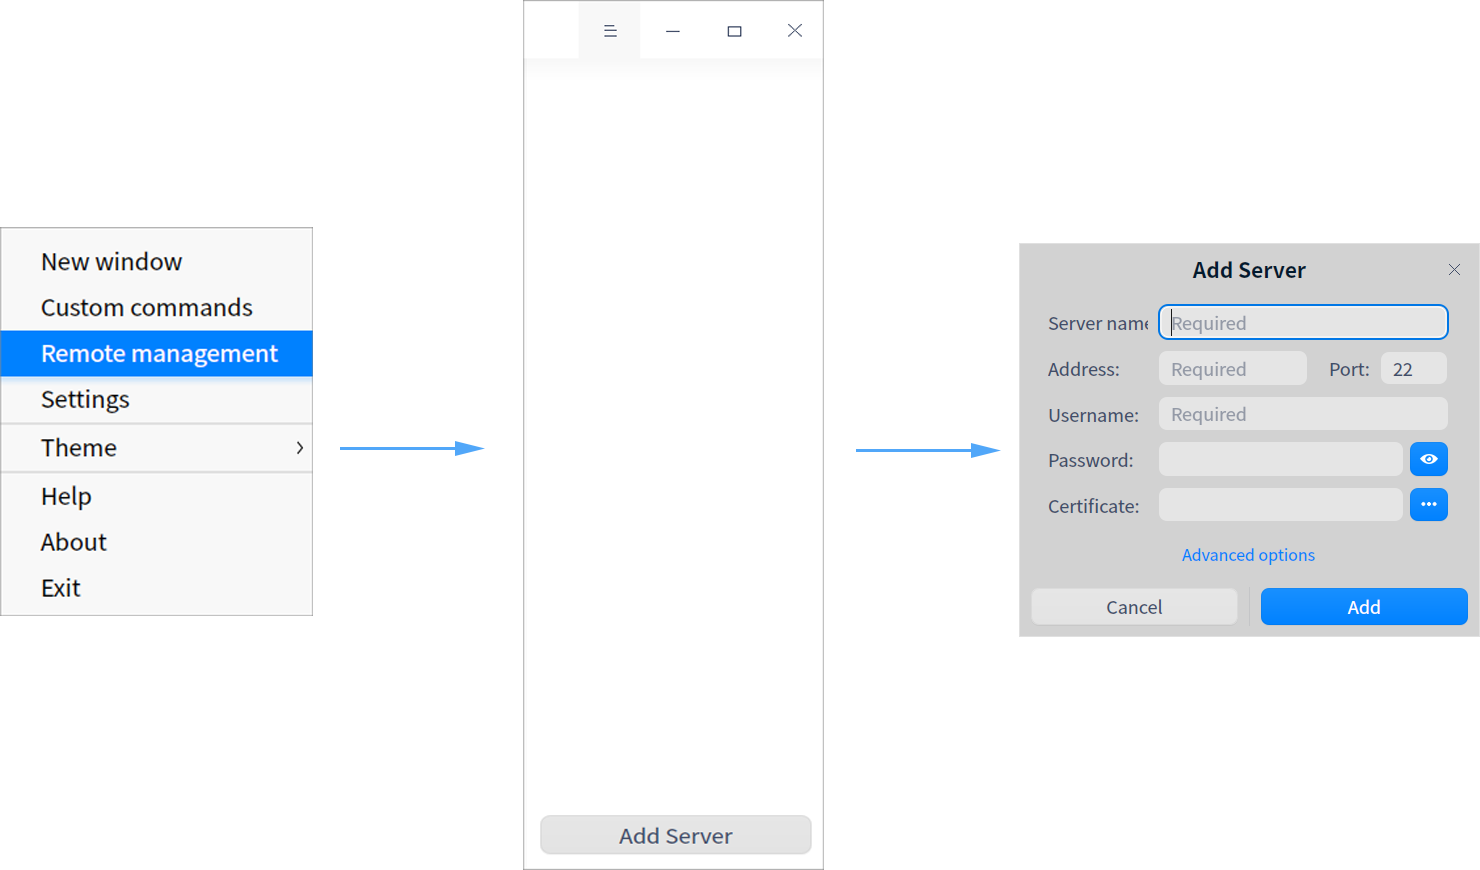 New window
Custom commands
Remote management
Settings
Theme
Help
About
Exit
Add Server
Add Server
Server name
Required
Address:
Required
Port:
22
Username:
Required
Password:
Certificate:
Advanced options
Cancel
Add